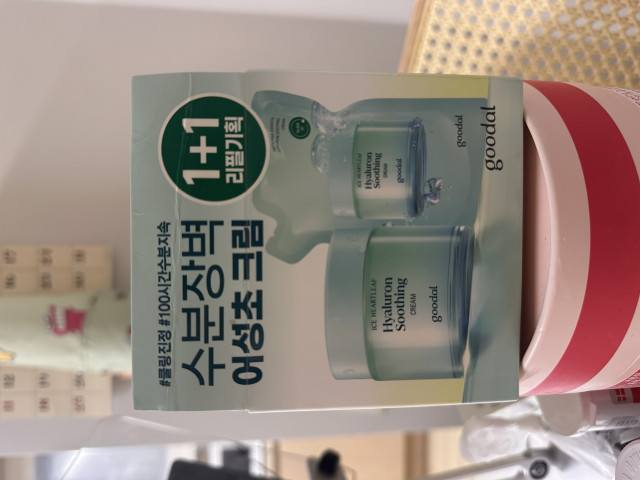 1+1
리필기획
#쿨링진정 #100시간수분지속
수분장벽
어성초 크림
goodal
goodal
ICE HEARTLEAF
Hyaluron
Soothing
CREAM
goodal
ICE HEARTLEAF
Hyaluron
Soothing
CREAM
goodal